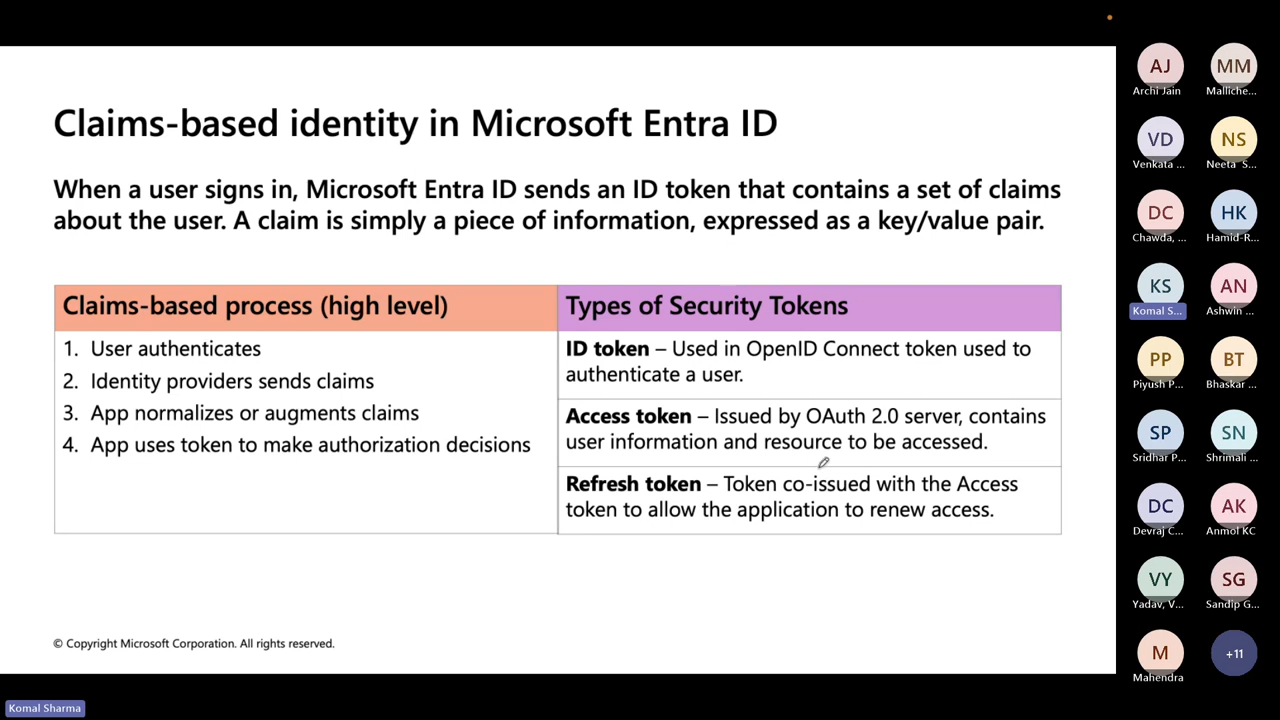 Claims-based identity in Microsoft Entra ID
When a user signs in, Microsoft Entra ID sends an ID token that contains a set of claims
about the user. A claim is simply a piece of information, expressed as a key/value pair.
Claims-based process (high level)
1. User authenticates
2. Identity providers sends claims
3. App normalizes or augments claims
4. App uses token to make authorization decisions
Types of Security Tokens
ID token – Used in OpenID Connect token used to
authenticate a user.
Access token – Issued by OAuth 2.0 server, contains
user information and resource to be accessed.
Refresh token – Token co-issued with the Access
token to allow the application to renew access.
© Copyright Microsoft Corporation. All rights reserved.
AJ
Archi Jain
MM
Malliche...
VD
Venkata ...
NS
Neeta S...
DC
Chawda, ...
HK
Hamid-R...
KS
Komal S...
AN
Ashwin ...
PP
Piyush P...
BT
Bhaskar ...
SP
Sridhar P...
SN
Shrimali ...
DC
Devraj C...
AK
Anmol KC
VY
Yadav, V...
SG
Sandip G...
M
Mahendra
+11
Komal Sharma